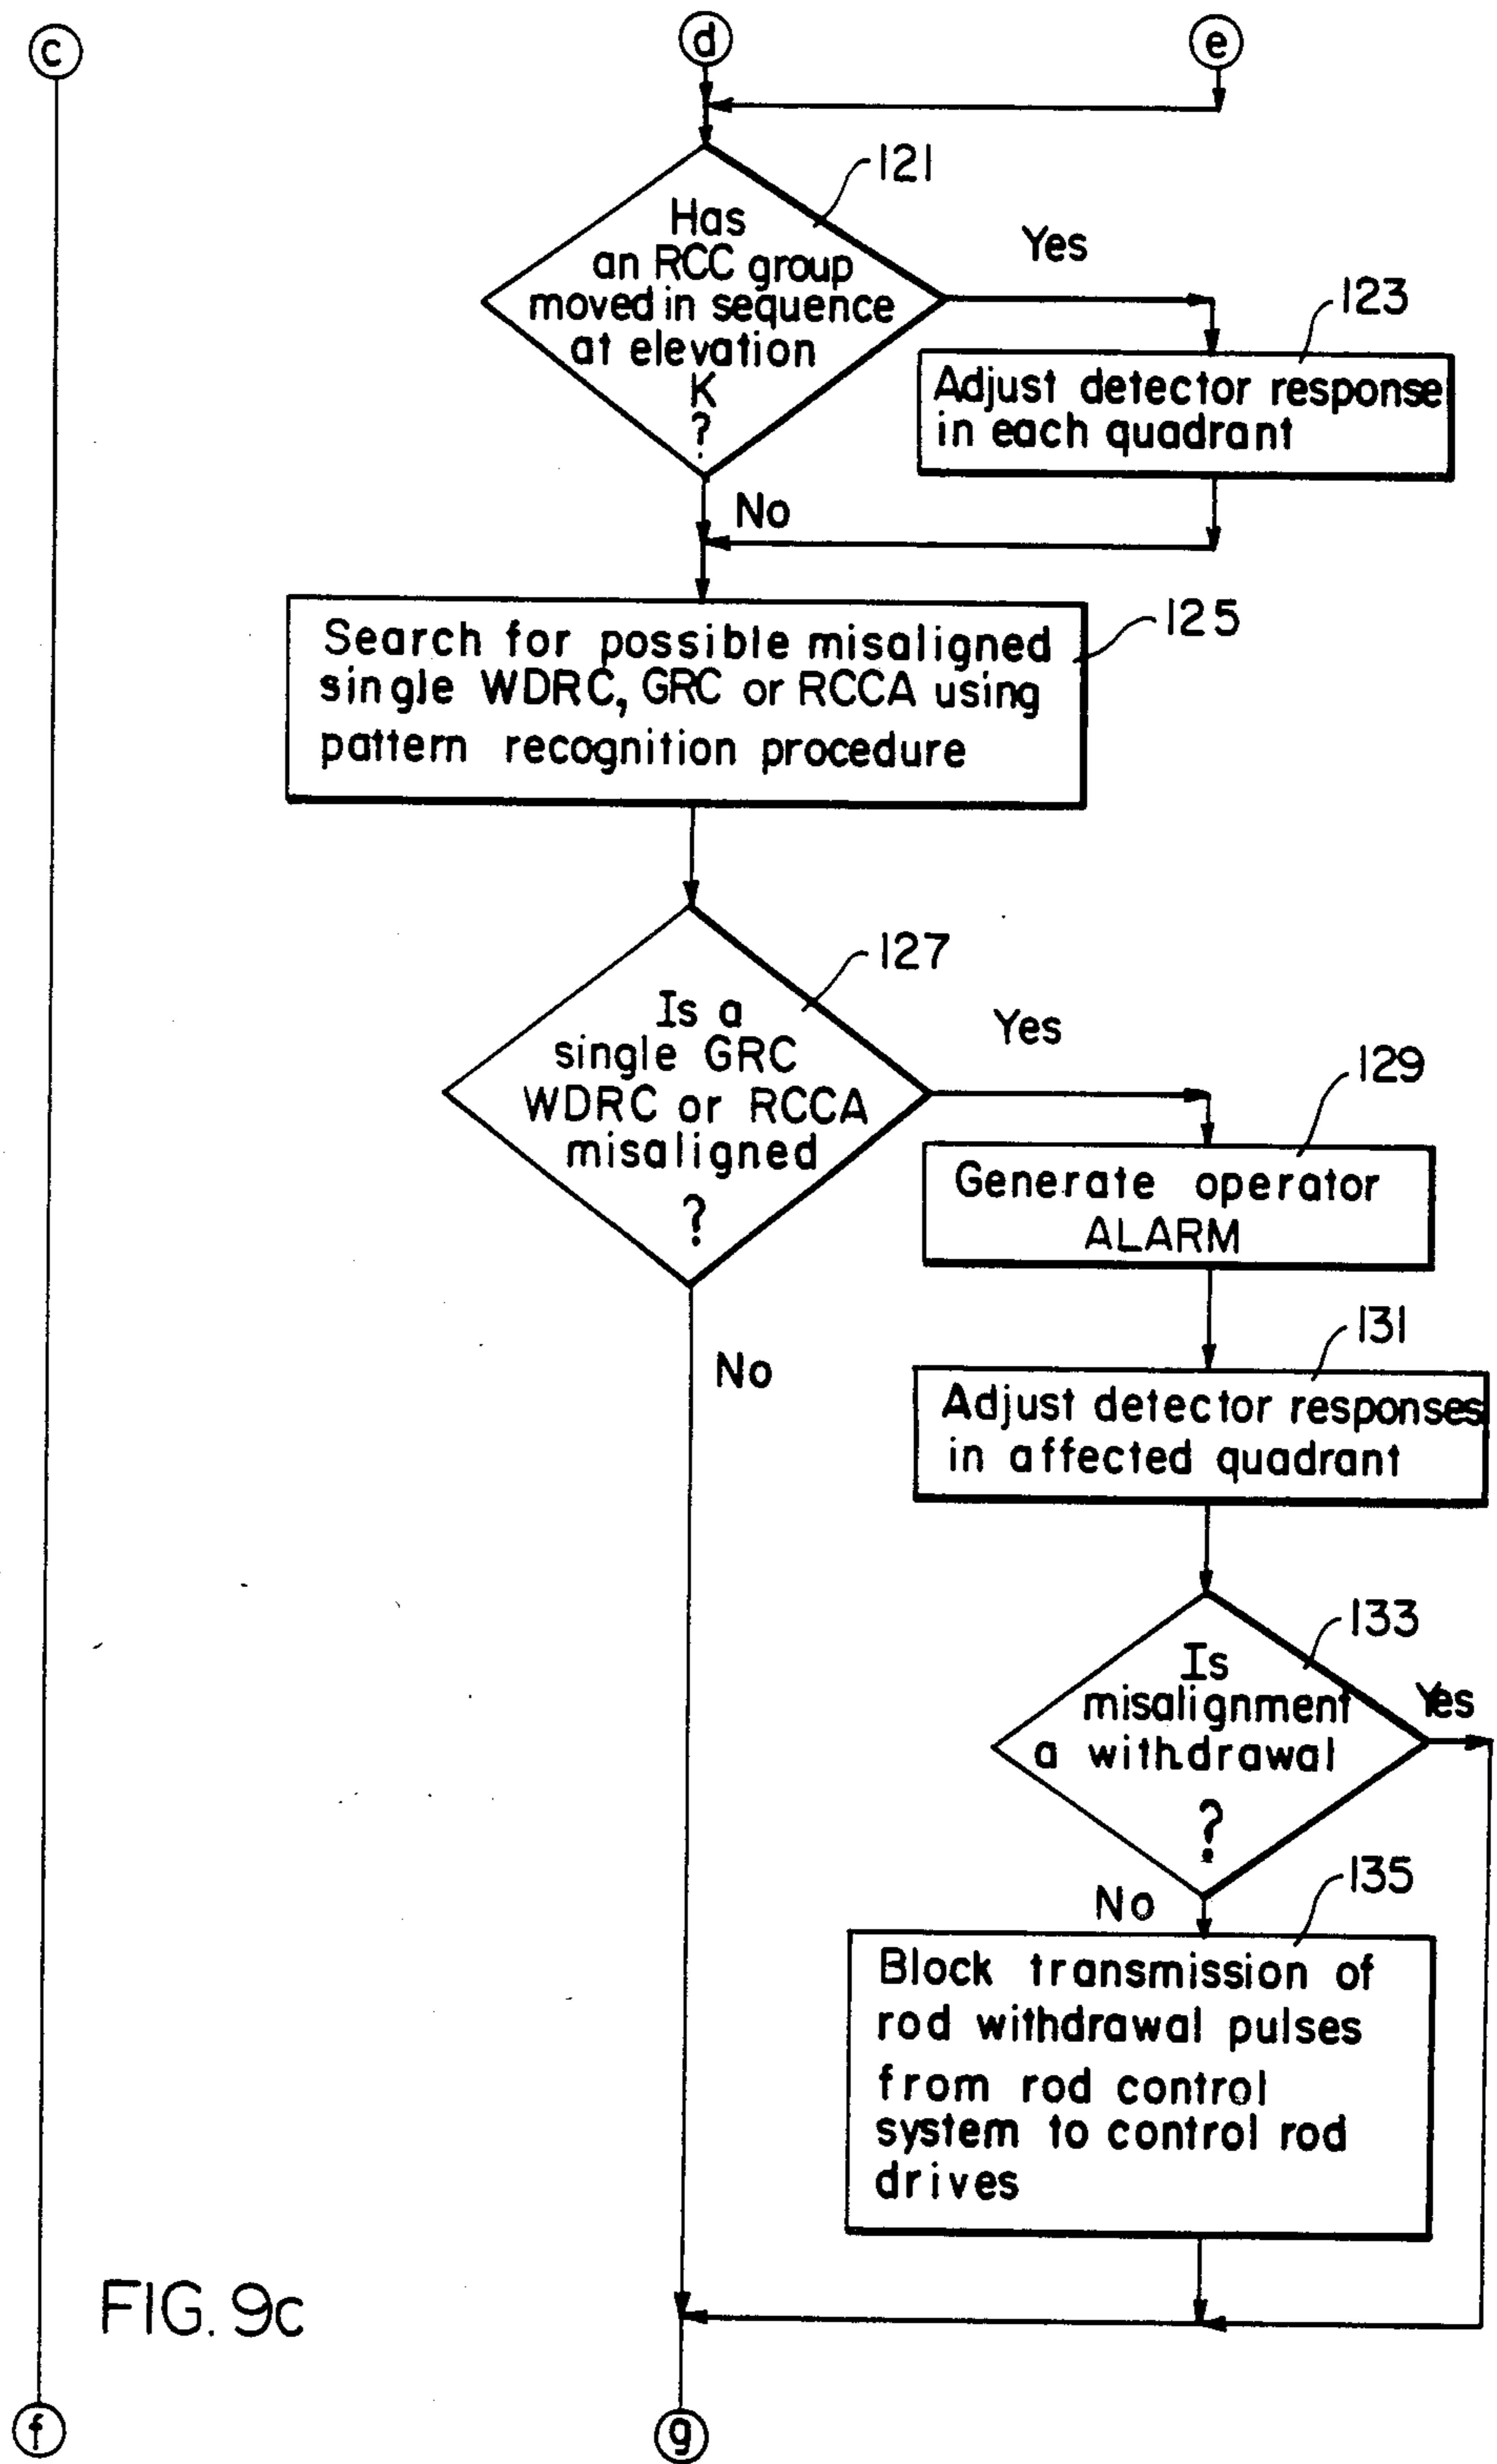 c
d
e
121
Has
an RCC group
moved in sequence
at elevation
K
?
Yes
123
Adjust detector response
in each quadrant
No
125
Search for possible misaligned
single WDRC, GRC or RCCA using
pattern recognition procedure
127
Is a
single GRC
WDRC or RCCA
misaligned
?
Yes
129
Generate operator
ALARM
No
131
Adjust detector responses
in affected quadrant
133
Is
misalignment
a withdrawal
?
Yes
No
135
Block transmission of
rod withdrawal pulses
from rod control
system to control rod
drives
FIG. 9c
f
g